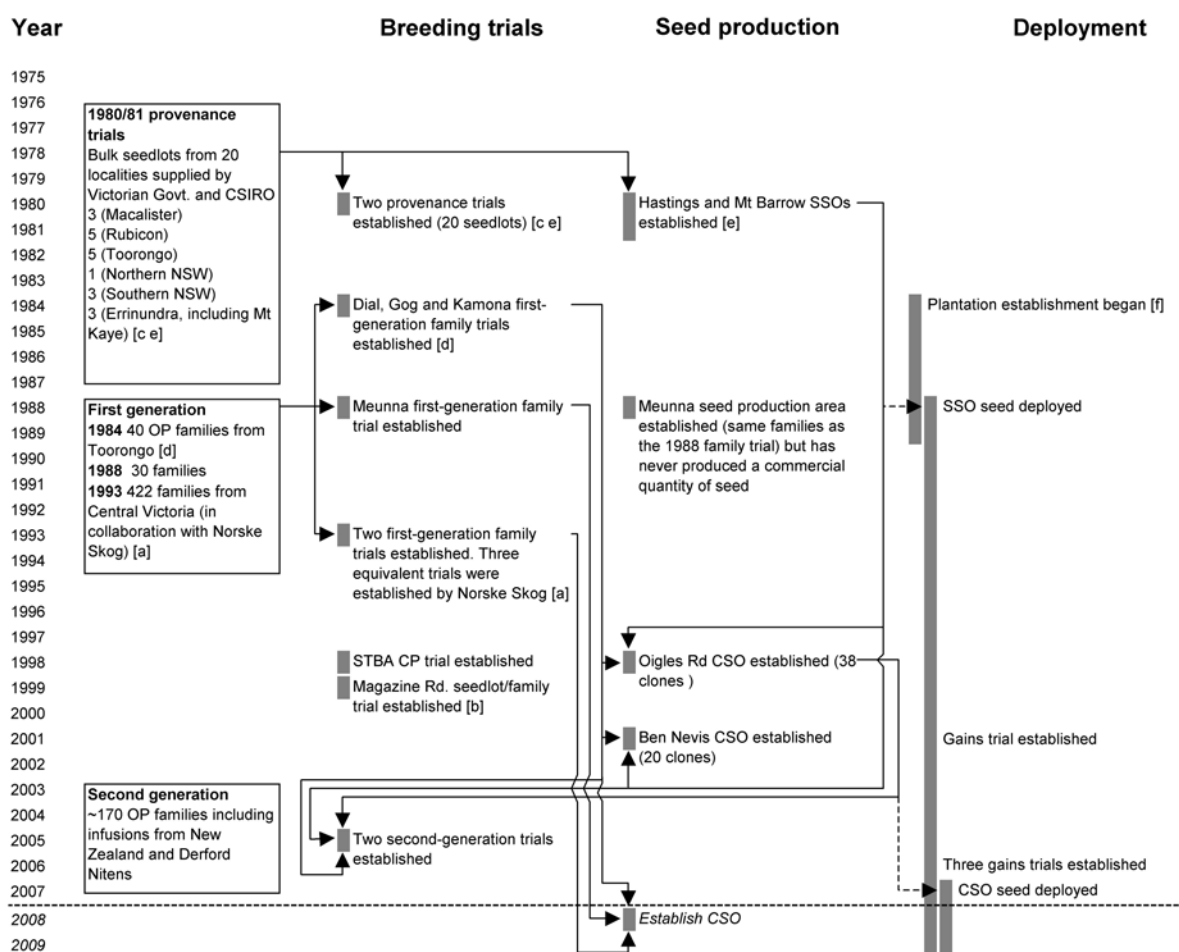 Year
Breeding trials
Seed production
Deployment
1975
1976
1977
1978
1979
1980
1981
1982
1983
1984
1985
1986
1987
1988
1989
1990
1991
1992
1993
1994
1995
1996
1997
1998
1999
2000
2001
2002
2003
2004
2005
2006
2007
2008
2009
1980/81 provenance
trials
Bulk seedlots from 20
localities supplied by
Victorian Govt. and CSIRO
3 (Macalister)
5 (Rubicon)
5 (Toorongo)
1 (Northern NSW)
3 (Southern NSW)
3 (Errinundra, including Mt
Kaye) [c e]
First generation
1984 40 OP families from
Toorongo [d]
1988 30 families
1993 422 families from
Central Victoria (in
collaboration with Norske
Skog) [a]
Second generation
~170 OP families including
infusions from New
Zealand and Derford
Nitens
Two provenance trials
established (20 seedlots) [c e]
Dial, Gog and Kamona first-
generation family trials
established [d]
Meunna first-generation family
trial established
Two first-generation family
trials established. Three
equivalent trials were
established by Norske Skog [a]
STBA CP trial established
Magazine Rd. seedlot/family
trial established [b]
Two second-generation trials
established
Hastings and Mt Barrow SSOs
established [e]
Meunna seed production area
established (same families as
the 1988 family trial) but has
never produced a commercial
quantity of seed
Oigles Rd CSO established (38
clones )
Ben Nevis CSO established
(20 clones)
Establish CSO
Plantation establishment began [f]
SSO seed deployed
Gains trial established
Three gains trials established
CSO seed deployed